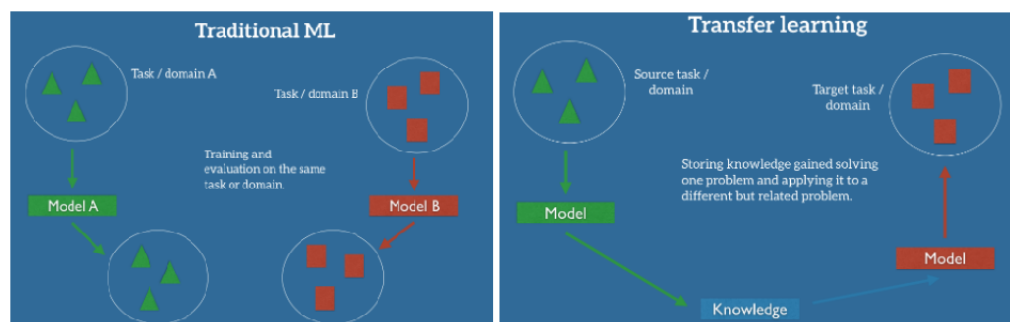 Traditional ML
Task / domain A
Task / domain B
Training and
evaluation on the same
task or domain.
Model A
Model B
Transfer learning
Source task /
domain
Target task /
domain
Storing knowledge gained solving
one problem and applying it to a
different but related problem.
Model
Model
Knowledge